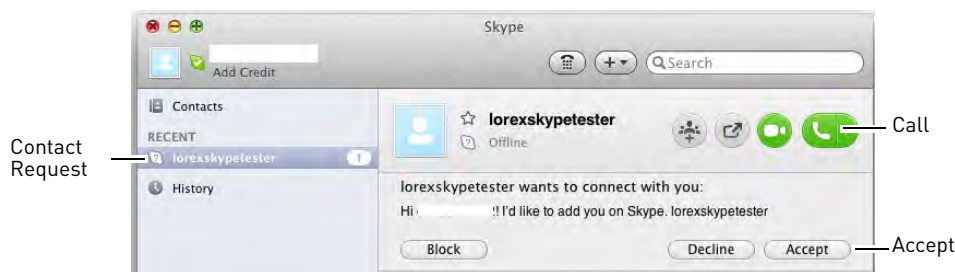 Skype
Add Credit
Search
Contacts
RECENT
lorexskypetester
1
History
lorexskypetester
Offline
lorexskypetester wants to connect with you:
Hi !! I'd like to add you on Skype. lorexskypetester
Block
Decline
Accept
Contact
Request
Call
Accept